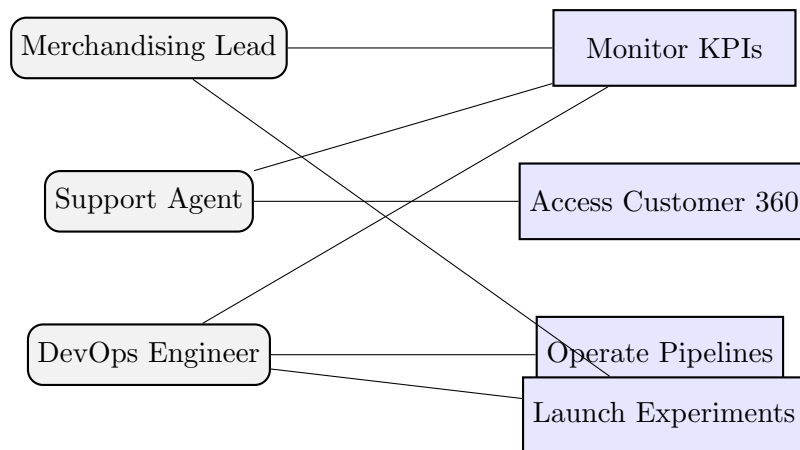 Merchandising Lead
Monitor KPIs
Support Agent
Access Customer 360
DevOps Engineer
Operate Pipelines
Launch Experiments